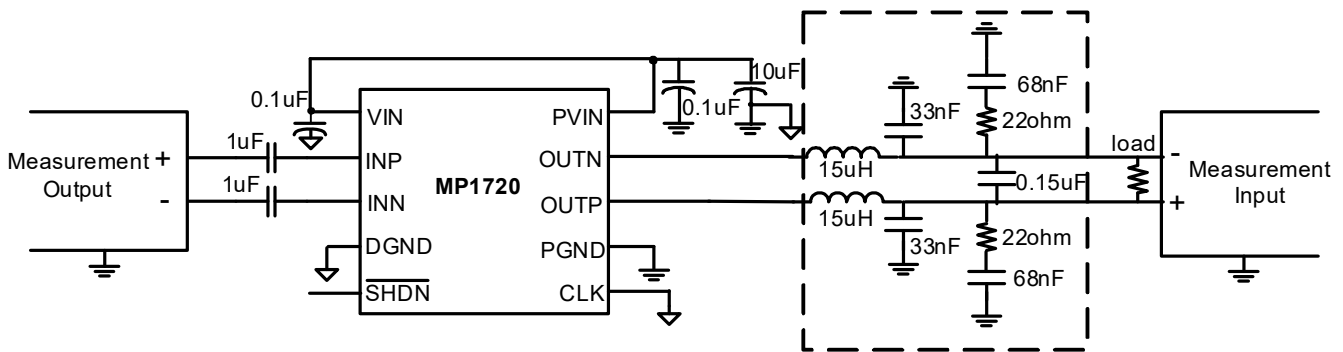 0.1uF
10uF
0.1uF
68nF
33nF
22ohm
load
VIN
PVIN
1uF
Measurement
Output
+
-
INP
OUTN
15uH
-
Measurement
Input
+
0.15uF
1uF
MP1720
INN
OUTP
15uH
33nF
22ohm
DGND
PGND
68nF
SHDN
CLK